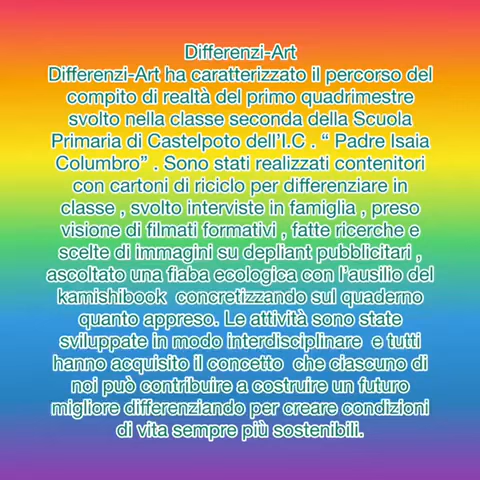 Differenzi-Art
Differenzi-Art ha caratterizzato il percorso del
compito di realtà del primo quadrimestre
svolto nella classe seconda della Scuola
Primaria di Castelpoto dell'I.C . “ Padre Isaia
Columbro” . Sono stati realizzati contenitori
con cartoni di riciclo per differenziare in
classe , svolto interviste in famiglia , preso
visione di filmati formativi , fatte ricerche e
scelte di immagini su depliant pubblicitari ,
ascoltato una fiaba ecologica con l'ausilio del
kamishibook  concretizzando sul quaderno
quanto appreso. Le attività sono state
sviluppate in modo interdisciplinare  e tutti
hanno acquisito il concetto  che ciascuno di
noi può contribuire a costruire un futuro
migliore differenziando per creare condizioni
di vita sempre più sostenibili.